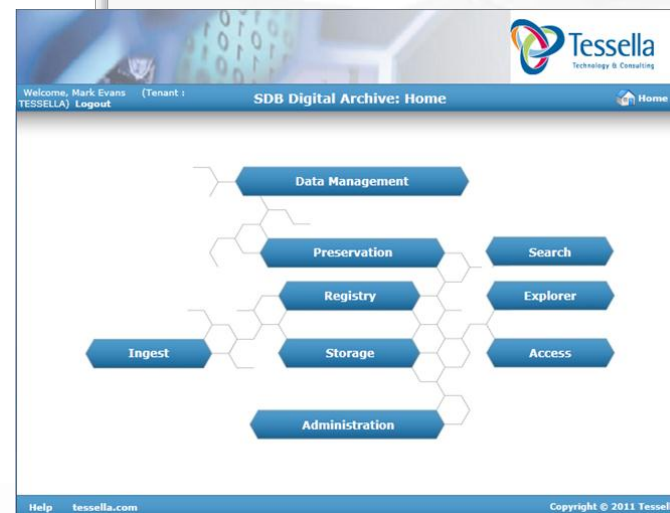 Tessella
Technology & Consulting
Welcome, Mark Evans (Tenant :
TESSELLA) Logout
SDB Digital Archive: Home
Home
Data Management
Preservation
Search
Registry
Explorer
Ingest
Storage
Access
Administration
Help tessella.com
Copyright © 2011 Tessell